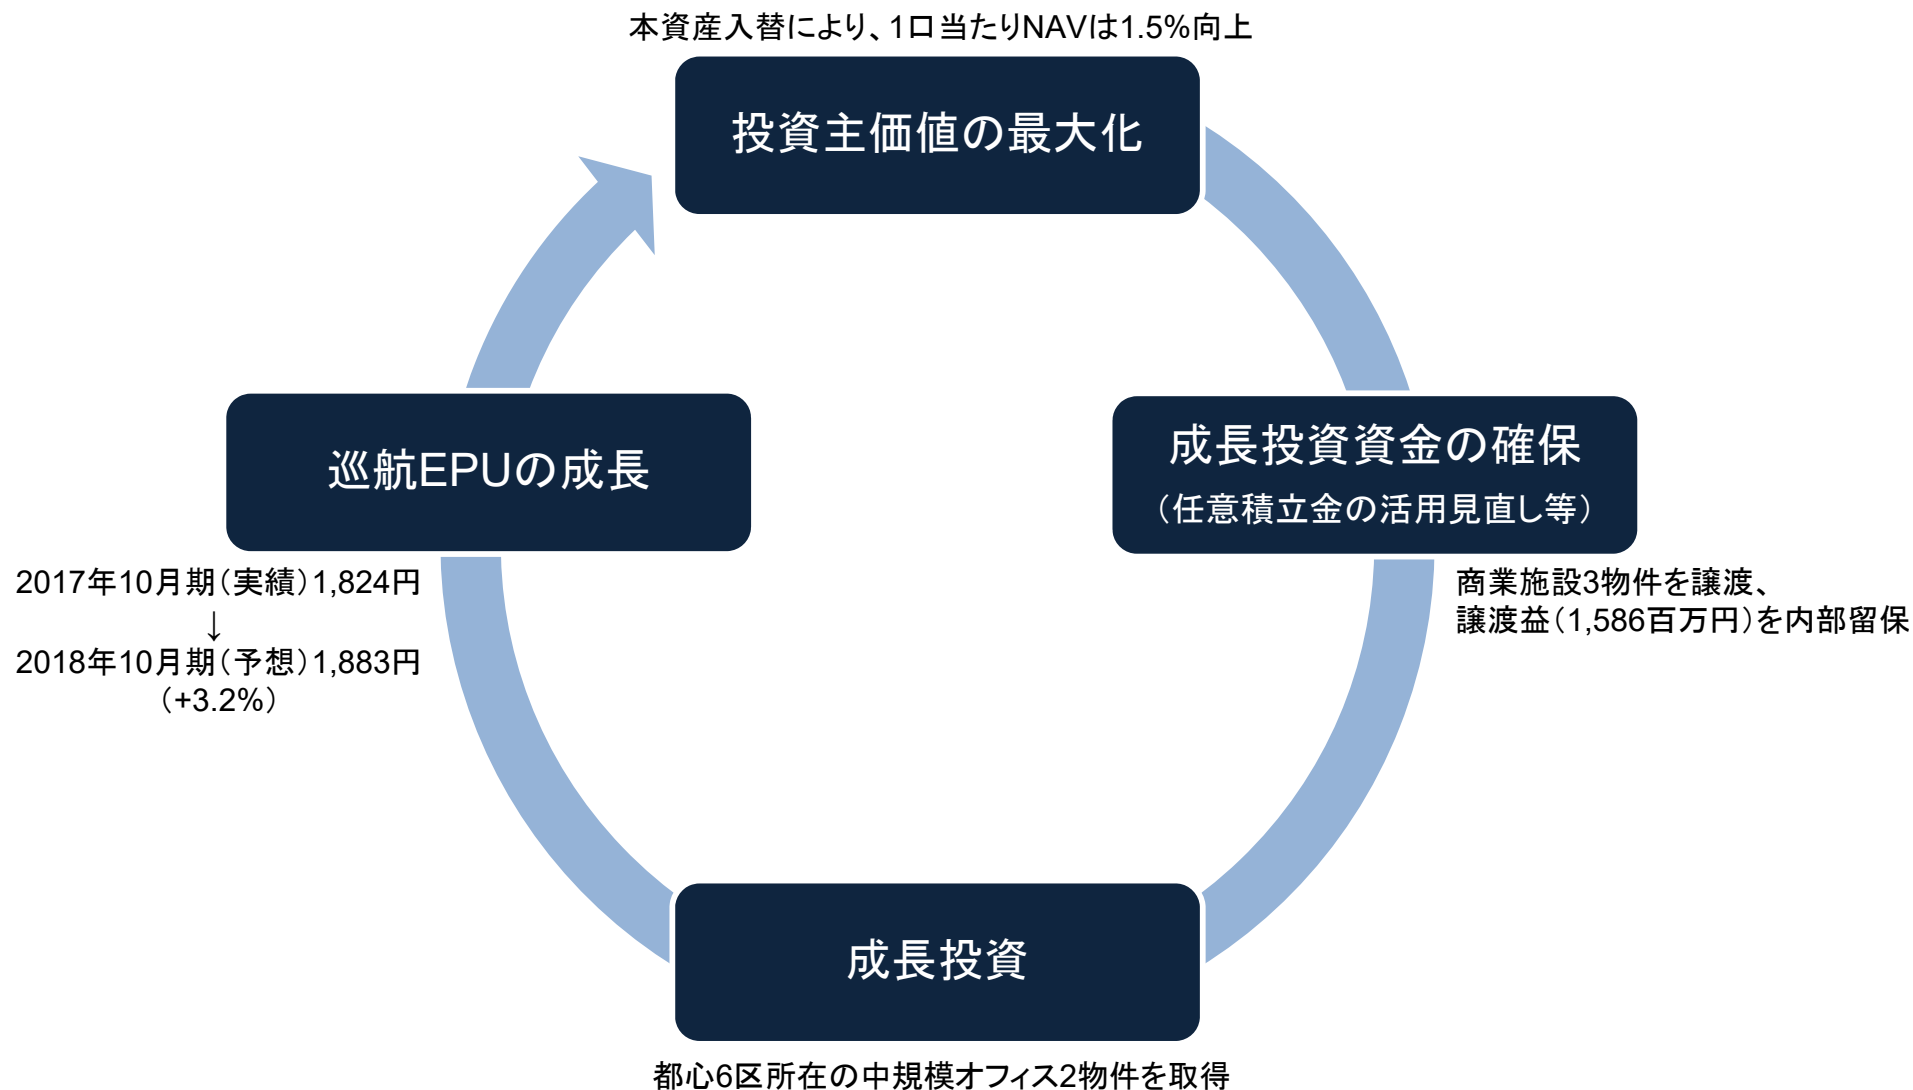 本資産入替により、1口当たりNAVは1.5%向上
投資主価値の最大化
成長投資資金の確保
（任意積立金の活用見直し等）
商業施設3物件を譲渡、
譲渡益（1,586百万円）を内部留保
成長投資
都心6区所在の中規模オフィス2物件を取得
巡航EPUの成長
2017年10月期（実績）1,824円
↓
2018年10月期（予想）1,883円
（+3.2%）